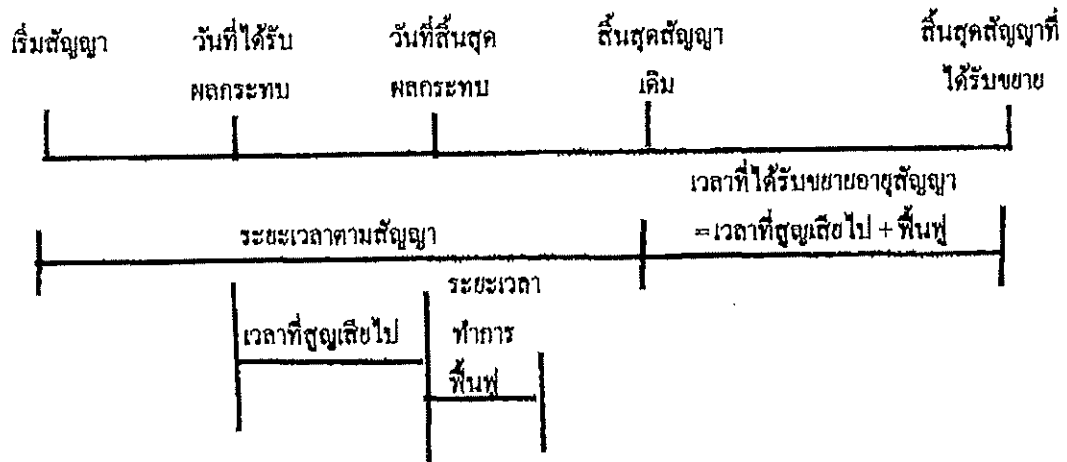 เริ่มสัญญา วันที่ได้รับ วันที่สิ้นสุด สิ้นสุดสัญญา สิ้นสุดสัญญาที่
ผลกระทบ ผลกระทบ เดิม ได้รับขยาย
เวลาที่ได้รับขยายอายุสัญญา
ระยะเวลาตามสัญญา =เวลาที่สูญเสียไป + ฟื้นฟู
ระยะเวลา
เวลาที่สูญเสียไป ทำการ
ฟื้นฟู